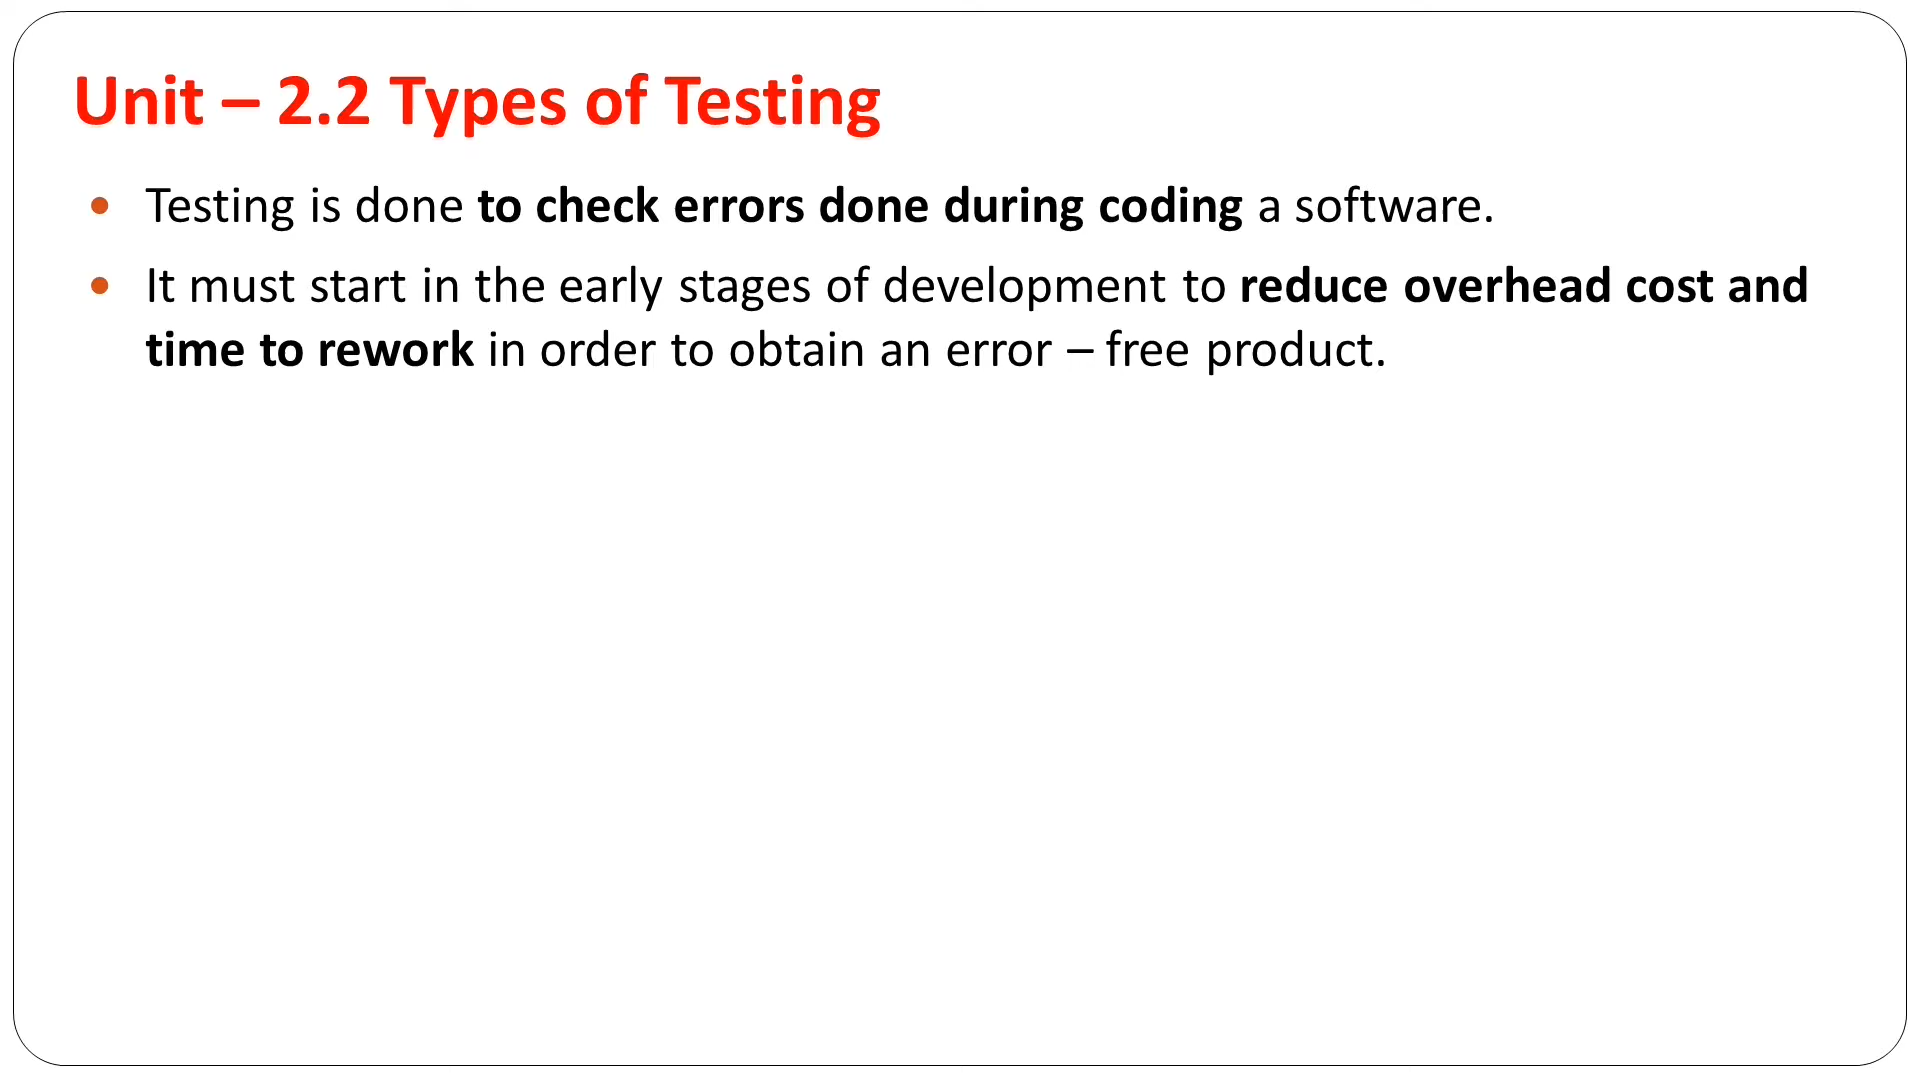 Unit – 2.2 Types of Testing
• Testing is done to check errors done during coding a software.
• It must start in the early stages of development to reduce overhead cost and
time to rework in order to obtain an error – free product.